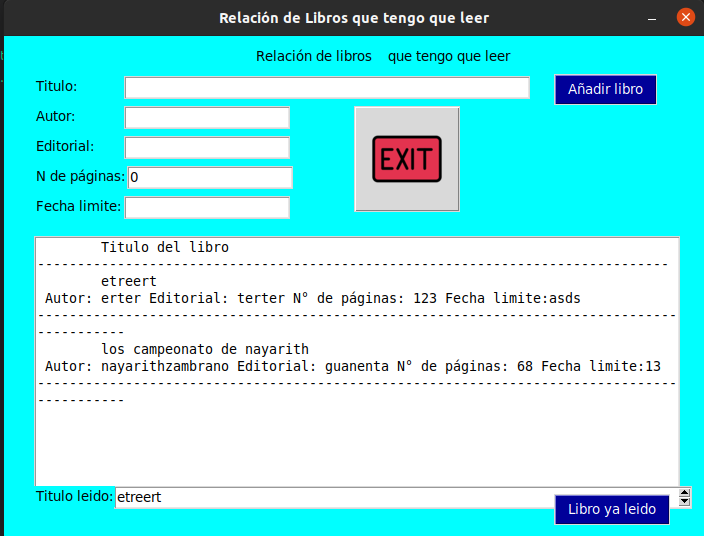 Relación de Libros que tengo que leer
Relación de libros    que tengo que leer
Titulo:
Añadir libro
Autor:
EXIT
Editorial:
N de páginas: 0
Fecha limite:
Titulo del libro
-------------------------------------------------------------------------------
etreert
Autor: erter Editorial: terter N° de páginas: 123 Fecha limite:asds
--------------------------------------------------------------------------------
-----------
los campeonato de nayarith
Autor: nayarithzambrano Editorial: guanenta N° de páginas: 68 Fecha limite:13
--------------------------------------------------------------------------------
-----------
Titulo leido: etreert
Libro ya leido